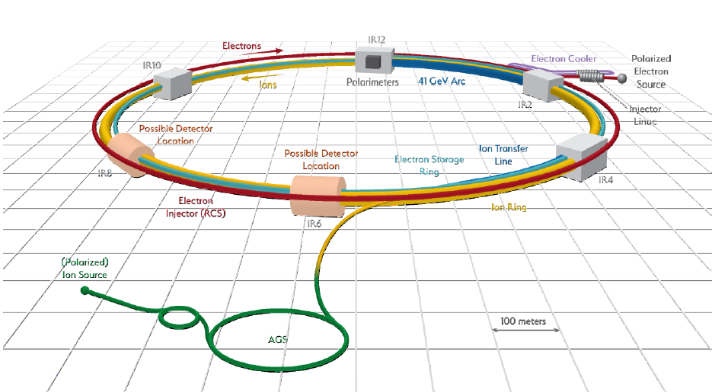 IR12
Electrons
IR10
Ions
Polarimeters
41 GeV Arc
Electron Cooler
Polarized
Electron
Source
IR2
Injector
Linac
Possible Detector
Location
Possible Detector
Location
Electron Storage
Ring
Ion Transfer
Line
IR8
IR4
Electron
Injector (RCS)
Ion Ring
IR6
(Polarized)
Ion Source
100 meters
AGS